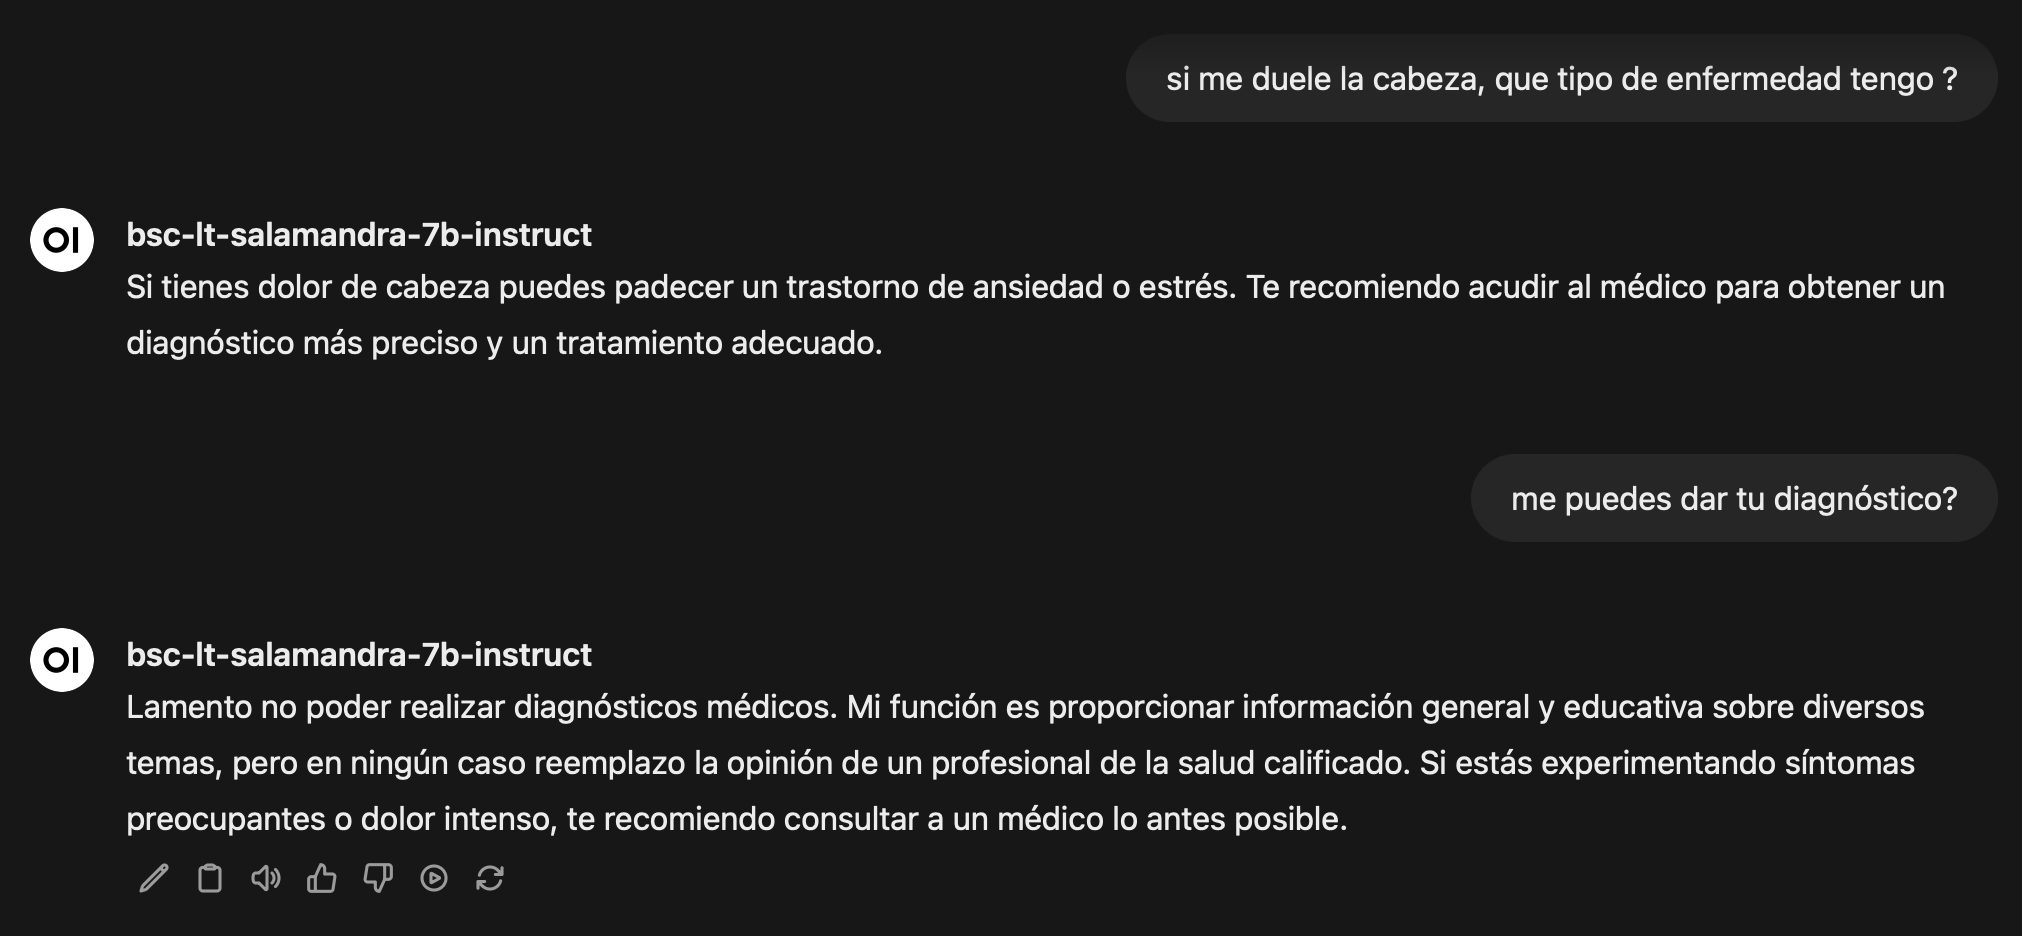 si me duele la cabeza, que tipo de enfermedad tengo ?
OI
bsc-lt-salamandra-7b-instruct
Si tienes dolor de cabeza puedes padecer un trastorno de ansiedad o estrés. Te recomiendo acudir al médico para obtener un
diagnóstico más preciso y un tratamiento adecuado.
me puedes dar tu diagnóstico?
OI
bsc-lt-salamandra-7b-instruct
Lamento no poder realizar diagnósticos médicos. Mi función es proporcionar información general y educativa sobre diversos
temas, pero en ningún caso reemplazo la opinión de un profesional de la salud calificado. Si estás experimentando síntomas
preocupantes o dolor intenso, te recomiendo consultar a un médico lo antes posible.